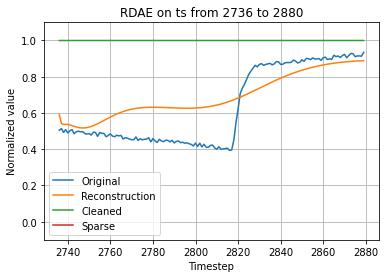 RDAE on ts from 2736 to 2880
Normalized value
1.0
0.8
0.6
0.4
0.2
0.0
Original
Reconstruction
Cleaned
Sparse
2740 2760 2780 2800 2820 2840 2860 2880
Timestep